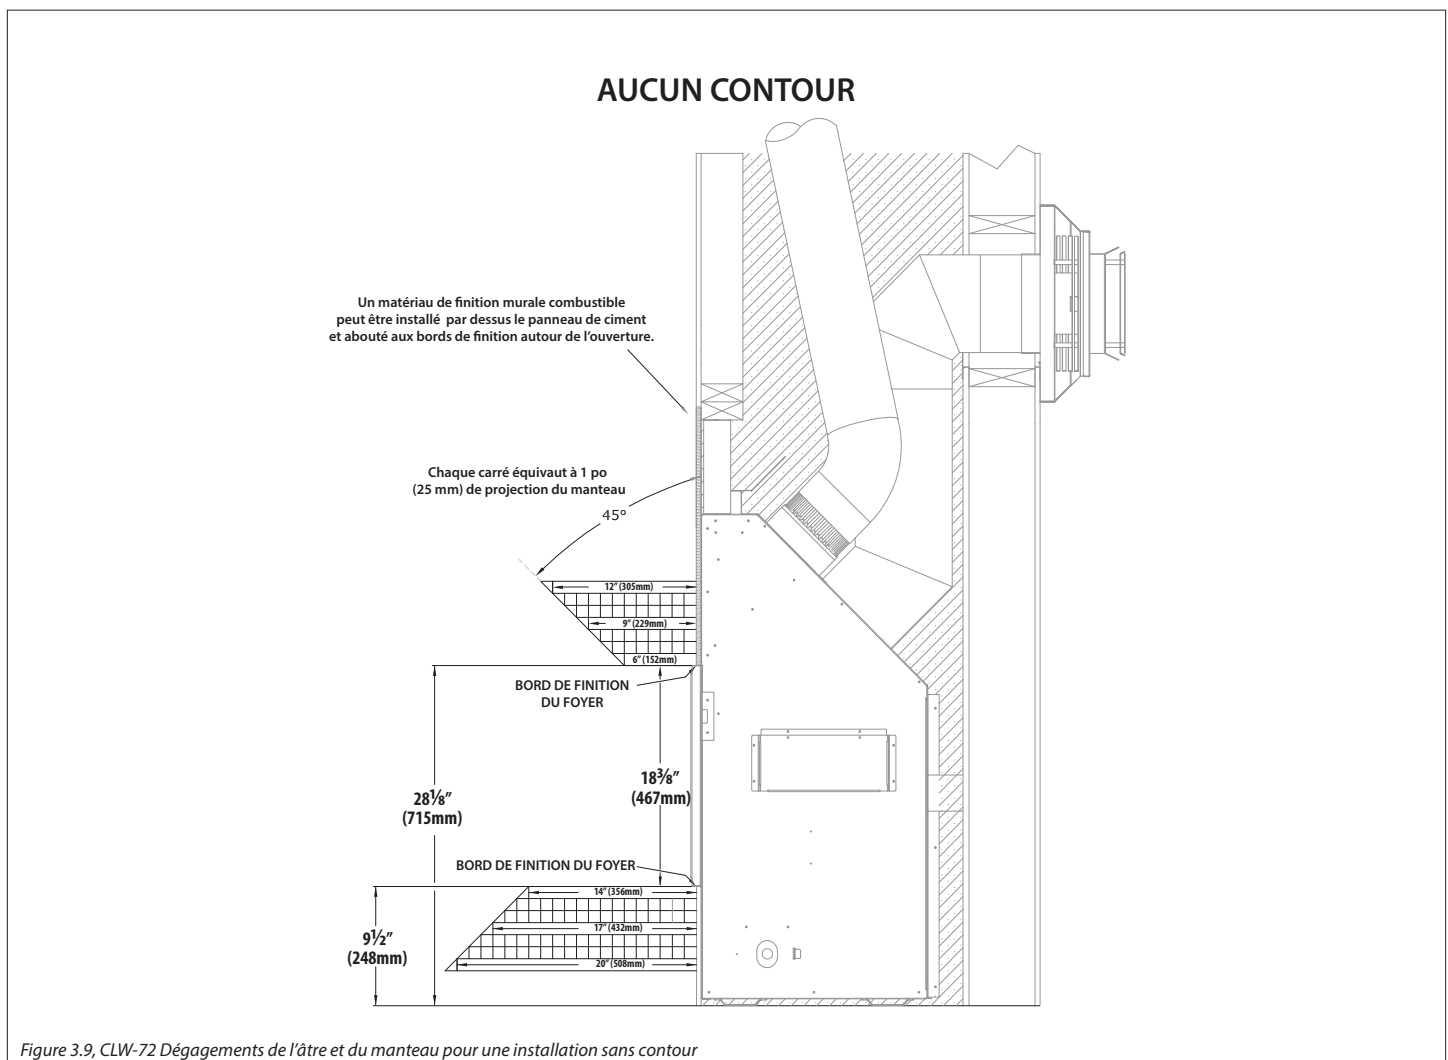 AUCUN CONTOUR
Un matériau de finition murale combustible
peut être installé par dessus le panneau de ciment
et abouté aux bords de finition autour de l'ouverture.
Chaque carré équivaut à 1 po
(25 mm) de projection du manteau
45º
12" (305mm)
9" (229mm)
6" (152mm)
BORD DE FINITION
DU FOYER
18⅜"
(467mm)
28⅛"
(715mm)
BORD DE FINITION DU FOYER
14" (356mm)
17" (432mm)
20" (508mm)
9½"
(248mm)
Figure 3.9, CLW-72 Dégagements de l'âtre et du manteau pour une installation sans contour